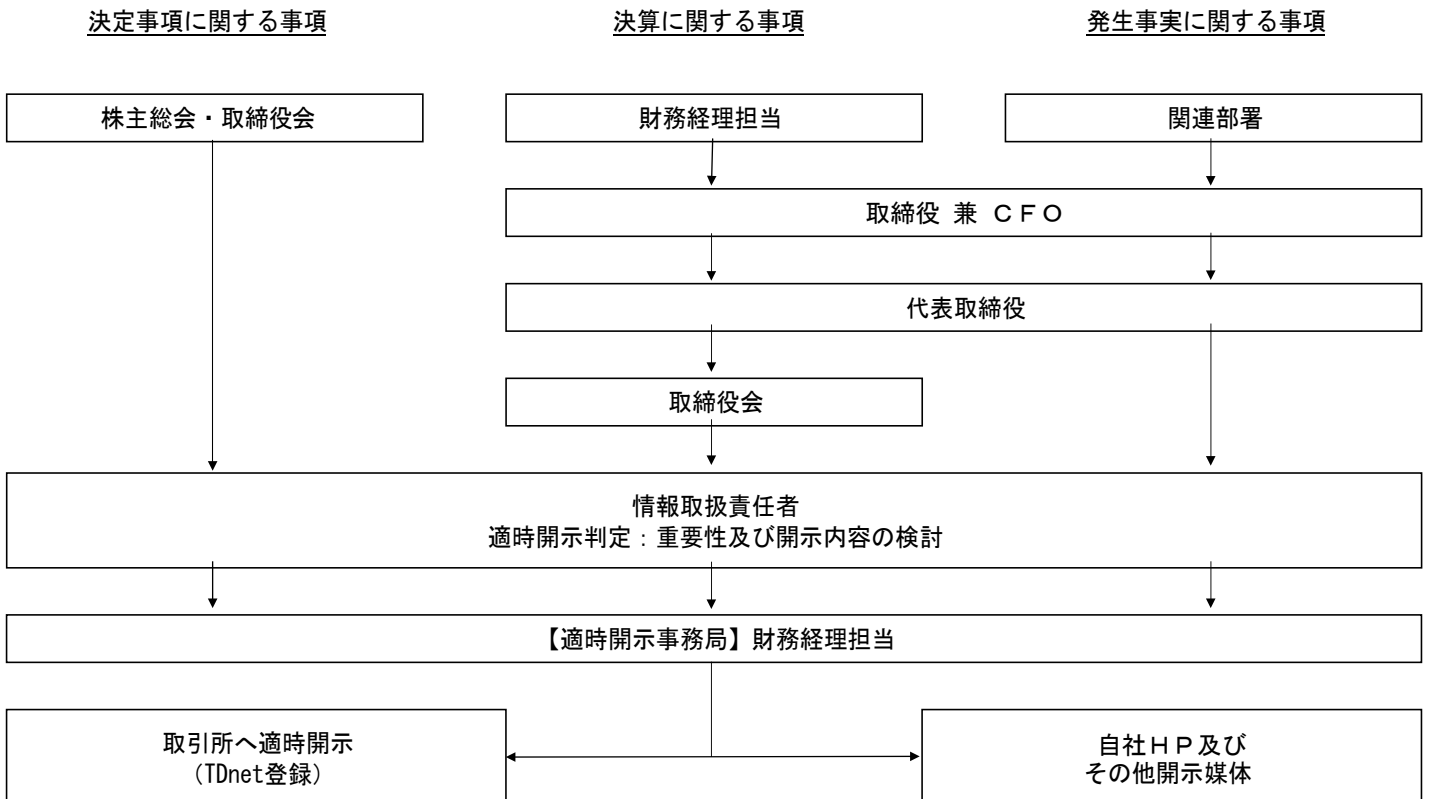 決定事項に関する事項
決算に関する事項
発生事実に関する事項
株主総会・取締役会
財務経理担当
関連部署
取締役 兼 ＣＦＯ
代表取締役
取締役会
情報取扱責任者
適時開示判定：重要性及び開示内容の検討
【適時開示事務局】財務経理担当
取引所へ適時開示
（TDnet登録）
自社ＨＰ及び
その他開示媒体